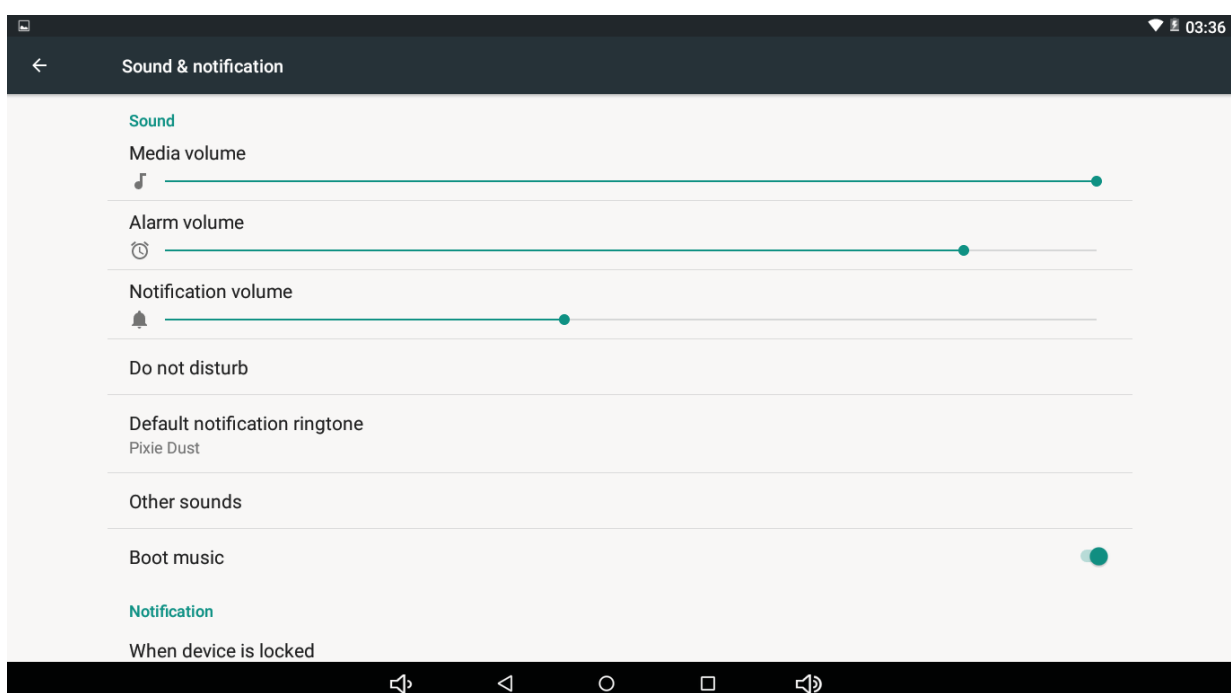 03:36
Sound & notification
Sound
Media volume
Alarm volume
Notification volume
Do not disturb
Default notification ringtone
Pixie Dust
Other sounds
Boot music
Notification
When device is locked